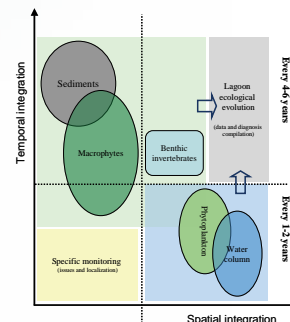 Temporal integration
Sediments
Macrophytes
Benthic
invertebrates
Lagoon
ecological
evolution
(data and diagnosis
compilation)
Every 4-6 years
Every 1-2 years
Phytoplankton
Water
column
Specific monitoring
(issues and localization)
Spatial integration